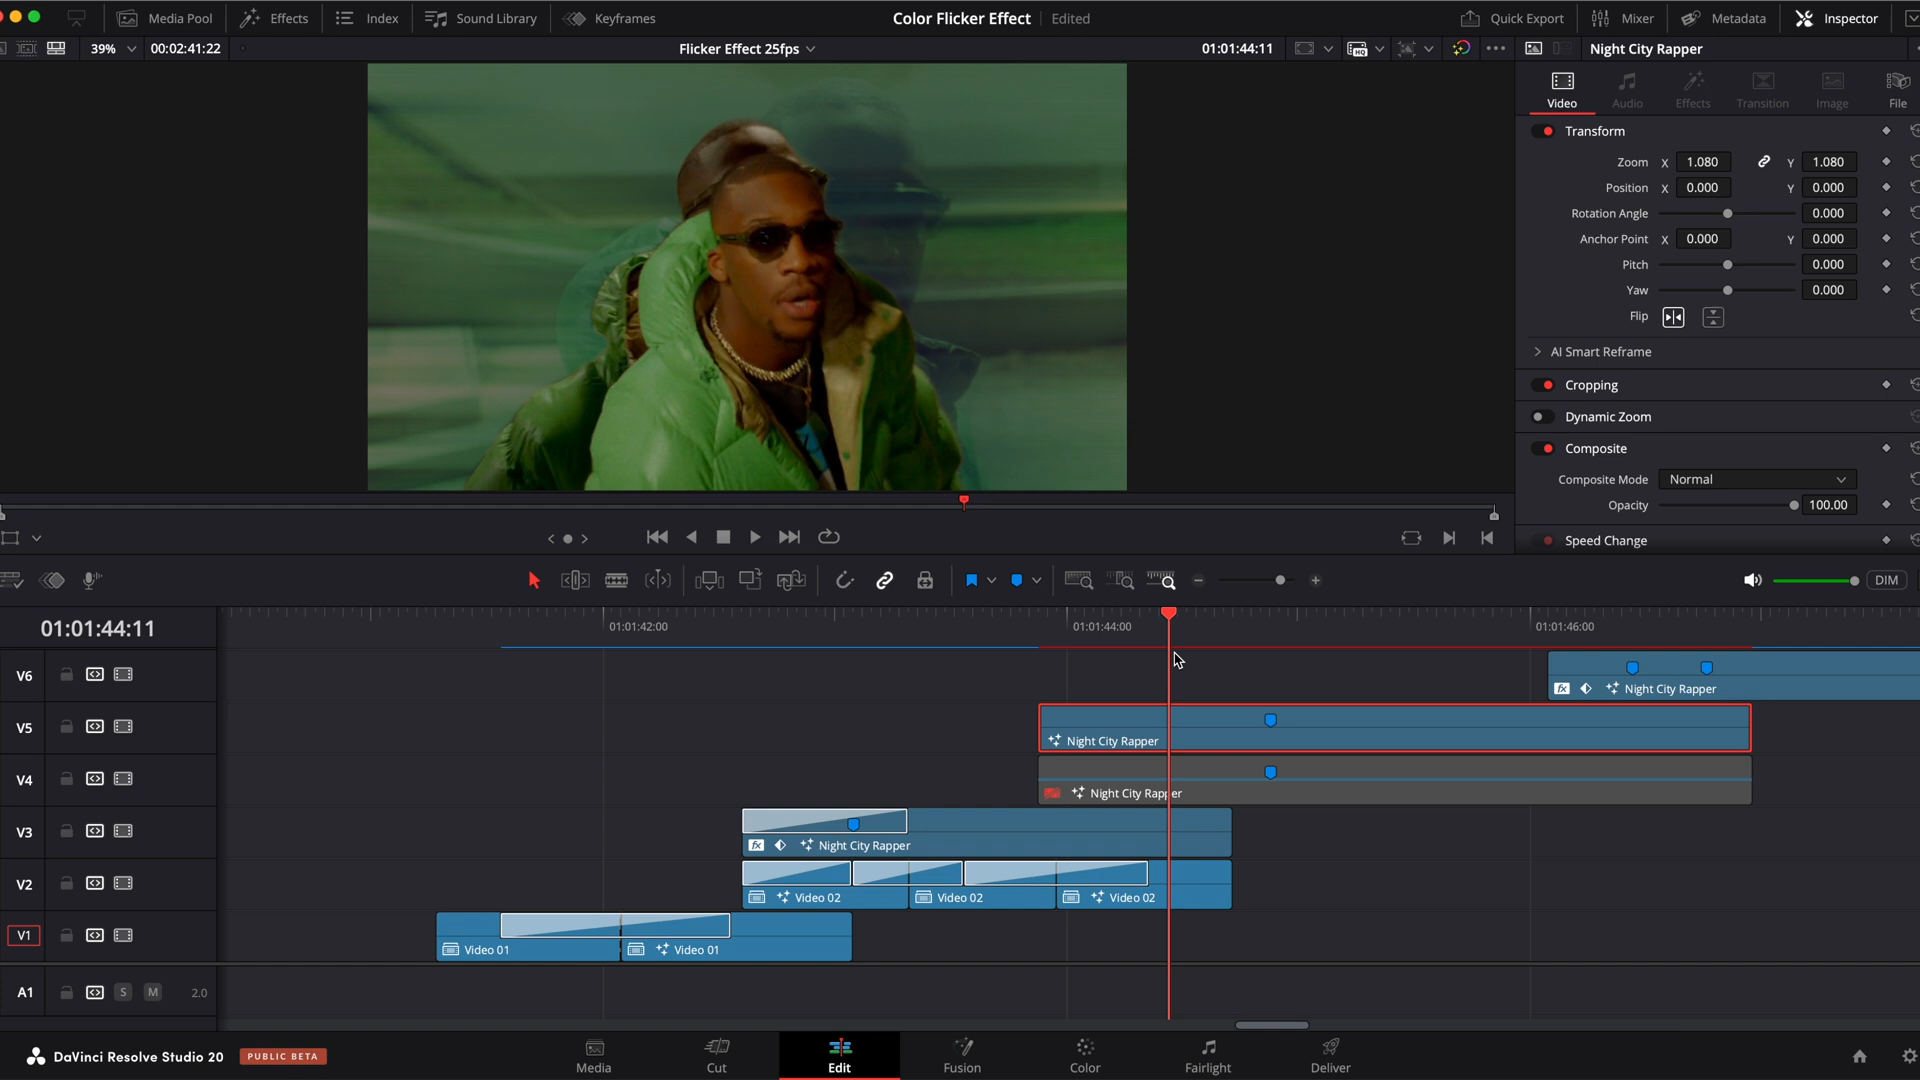 Media Pool
Effects
Index
Sound Library
Keyframes
Color Flicker Effect
Edited
Quick Export
Mixer
Metadata
Inspector
39%
00:02:41:22
Flicker Effect 25fps
01:01:44:11
HQ
Night City Rapper
Video
Audio
Effects
Transition
Image
File
Transform
Zoom X 1.080 Y 1.080
Position X 0.000 Y 0.000
Rotation Angle 0.000
Anchor Point X 0.000 Y 0.000
Pitch 0.000
Yaw 0.000
Flip
AI Smart Reframe
Cropping
Dynamic Zoom
Composite
Composite Mode Normal
Opacity 100.00
Speed Change
DIM
01:01:44:11
01:01:42:00
01:01:44:00
01:01:46:00
V6
fx Night City Rapper
V5
Night City Rapper
V4
Night City Rapper
V3
fx Night City Rapper
V2
Video 02
Video 02
Video 02
V1
Video 01
Video 01
A1 S M 2.0
DaVinci Resolve Studio 20
PUBLIC BETA
Media
Cut
Edit
Fusion
Color
Fairlight
Deliver